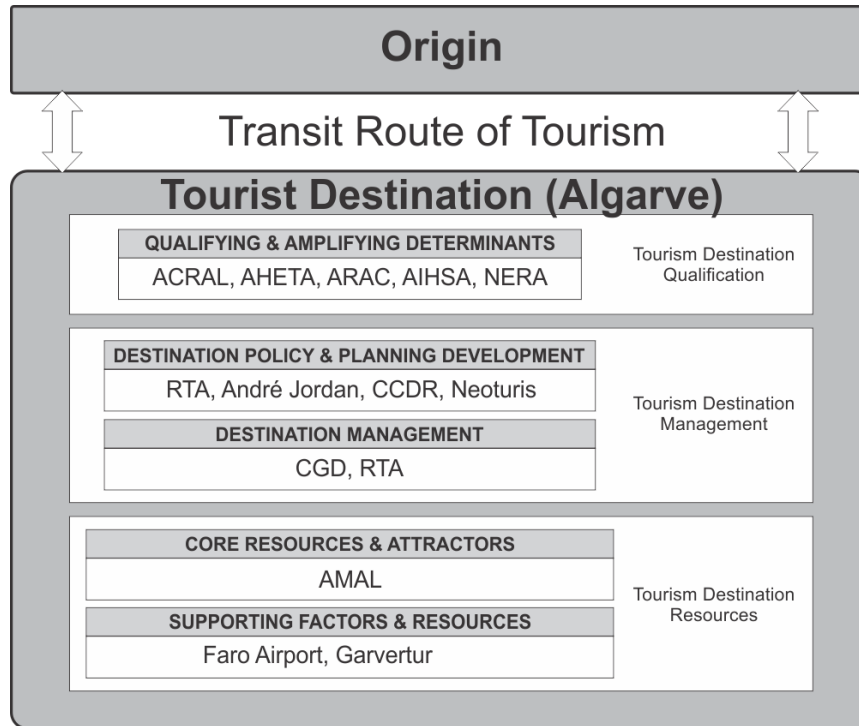 Origin
Transit Route of Tourism
Tourist Destination (Algarve)
QUALIFYING & AMPLIFYING DETERMINANTS
ACRAL, AHETA, ARAC, AIHSA, NERA
Tourism Destination
Qualification
DESTINATION POLICY & PLANNING DEVELOPMENT
RTA, André Jordan, CCDR, Neoturis
DESTINATION MANAGEMENT
CGD, RTA
Tourism Destination
Management
CORE RESOURCES & ATTRACTORS
AMAL
SUPPORTING FACTORS & RESOURCES
Faro Airport, Garvertur
Tourism Destination
Resources